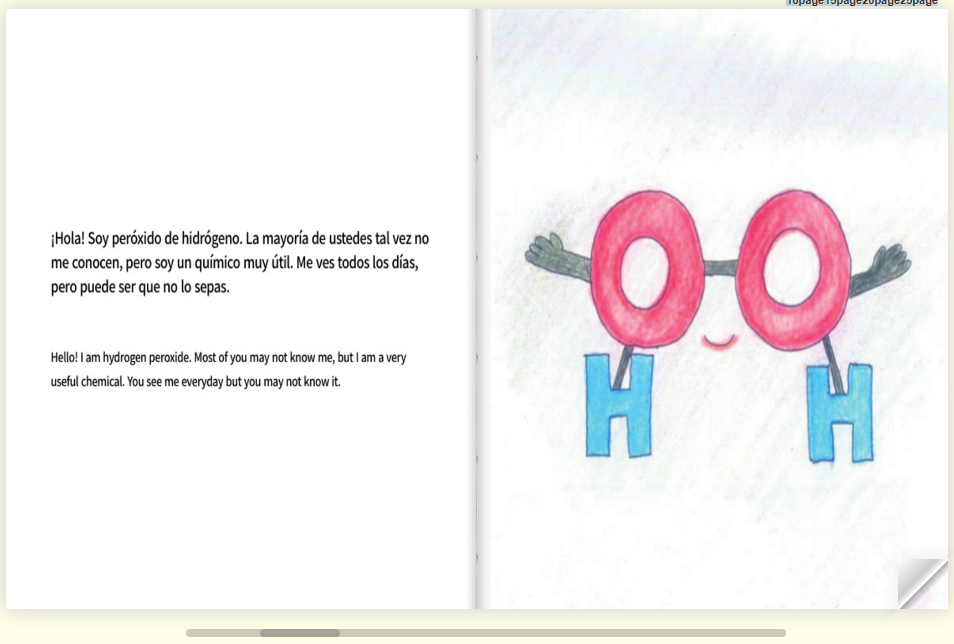 10page15page20page25page
¡Hola! Soy peróxido de hidrógeno. La mayoría de ustedes tal vez no
me conocen, pero soy un químico muy útil. Me ves todos los días,
pero puede ser que no lo sepas.
Hello! I am hydrogen peroxide. Most of you may not know me, but I am a very
useful chemical. You see me everyday but you may not know it.
O O
H H